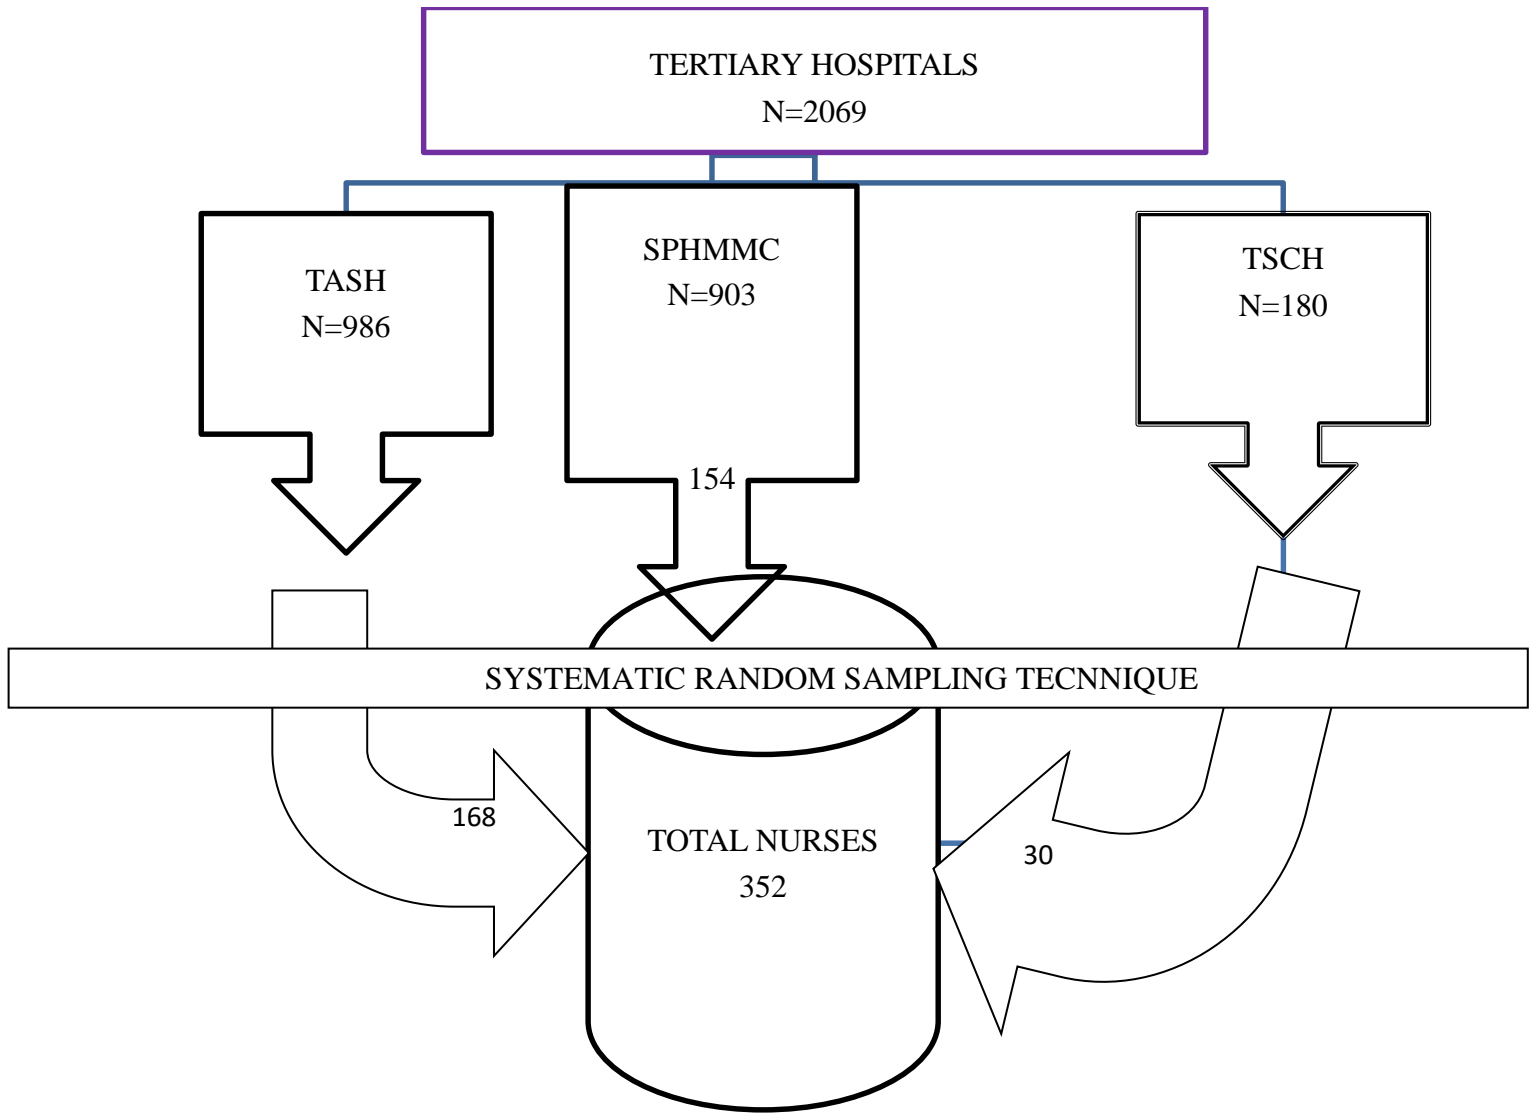 TERTIARY HOSPITALS
N=2069
TASH
N=986
SPHMMC
N=903
TSCH
N=180
154
SYSTEMATIC RANDOM SAMPLING TECNNIQUE
168
TOTAL NURSES
352
30